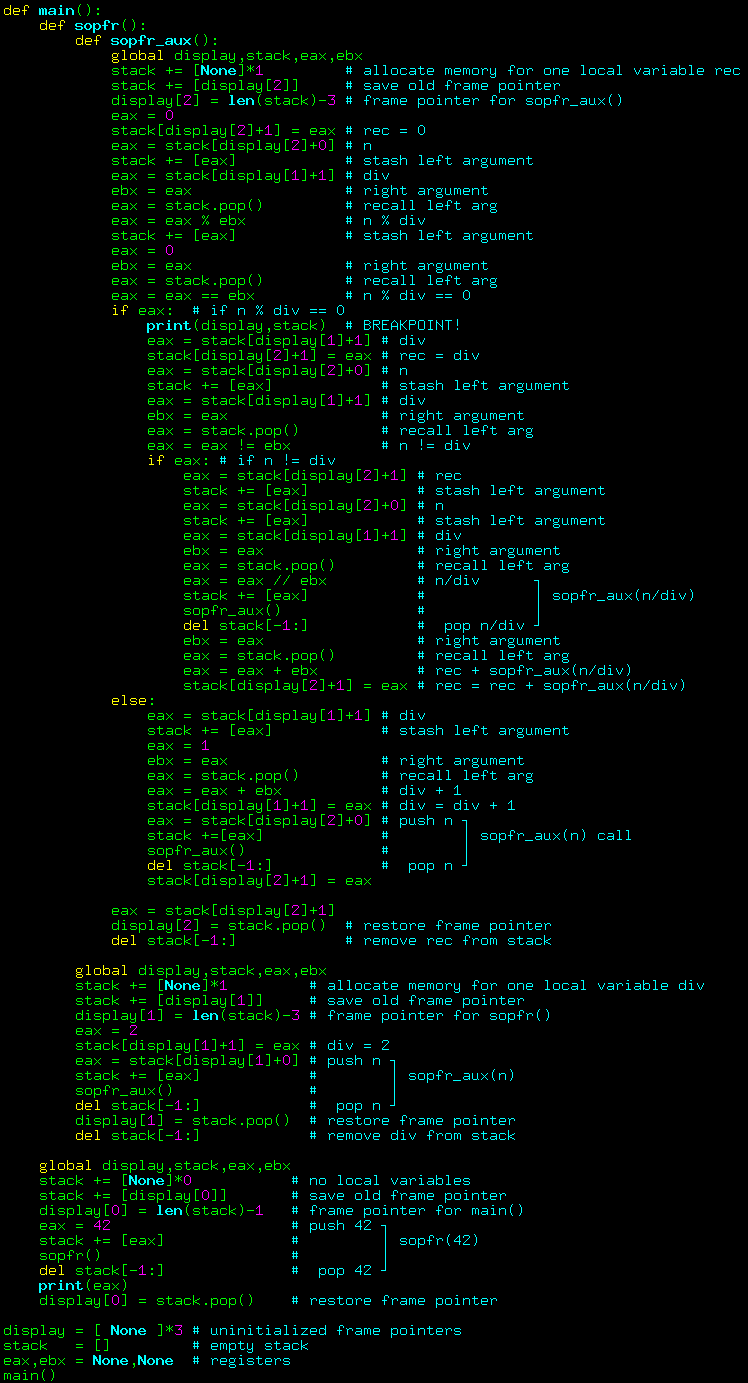 def main():
    def sopfr():
        def sopfr_aux():
            global display,stack,eax,ebx
            stack += [None]*1         # allocate memory for one local variable rec
            stack += [display[2]]     # save old frame pointer
            display[2] = len(stack)-3 # frame pointer for sopfr_aux()
            eax = 0
            stack[display[2]+1] = eax # rec = 0
            eax = stack[display[2]+0] # n
            stack += [eax]            # stash left argument
            eax = stack[display[1]+1] # div
            ebx = eax                 # right argument
            eax = stack.pop()         # recall left arg
            eax = eax % ebx           # n % div
            stack += [eax]            # stash left argument
            eax = 0
            ebx = eax                 # right argument
            eax = stack.pop()         # recall left arg
            eax = eax == ebx          # n % div == 0
            if eax:  # if n % div == 0
                print(display,stack)  # BREAKPOINT!
                eax = stack[display[1]+1] # div
                stack[display[2]+1] = eax # rec = div
                eax = stack[display[2]+0] # n
                stack += [eax]            # stash left argument
                eax = stack[display[1]+1] # div
                ebx = eax                 # right argument
                eax = stack.pop()         # recall left arg
                eax = eax != ebx          # n != div
                if eax: # if n != div
                    eax = stack[display[2]+1] # rec
                    stack += [eax]            # stash left argument
                    eax = stack[display[2]+0] # n
                    stack += [eax]            # stash left argument
                    eax = stack[display[1]+1] # div
                    ebx = eax                 # right argument
                    eax = stack.pop()         # recall left arg
                    eax = eax // ebx          # n/div      ┐
                    stack += [eax]            #            │ sopfr_aux(n/div)
                    sopfr_aux()               #            │
                    del stack[-1:]            #  pop n/div ┘
                    ebx = eax                 # right argument
                    eax = stack.pop()         # recall left arg
                    eax = eax + ebx           # rec + sopfr_aux(n/div)
                    stack[display[2]+1] = eax # rec = rec + sopfr_aux(n/div)
            else:
                eax = stack[display[1]+1] # div
                stack += [eax]            # stash left argument
                eax = 1
                ebx = eax                 # right argument
                eax = stack.pop()         # recall left arg
                eax = eax + ebx           # div + 1
                stack[display[1]+1] = eax # div = div + 1
                eax = stack[display[2]+0] # push n ┐
                stack +=[eax]             #        │ sopfr_aux(n) call
                sopfr_aux()               #        │
                del stack[-1:]            #  pop n ┘
                stack[display[2]+1] = eax

            eax = stack[display[2]+1]
            display[2] = stack.pop()  # restore frame pointer
            del stack[-1:]            # remove rec from stack

        global display,stack,eax,ebx
        stack += [None]*1         # allocate memory for one local variable div
        stack += [display[1]]     # save old frame pointer
        display[1] = len(stack)-3 # frame pointer for sopfr()
        eax = 2
        stack[display[1]+1] = eax # div = 2
        eax = stack[display[1]+0] # push n ┐
        stack += [eax]            #        │ sopfr_aux(n)
        sopfr_aux()               #        │
        del stack[-1:]            #  pop n ┘
        display[1] = stack.pop()  # restore frame pointer
        del stack[-1:]            # remove div from stack

    global display,stack,eax,ebx
    stack += [None]*0           # no local variables
    stack += [display[0]]       # save old frame pointer
    display[0] = len(stack)-1   # frame pointer for main()
    eax = 42                    # push 42 ┐
    stack += [eax]              #         │ sopfr(42)
    sopfr()                     #         │
    del stack[-1:]              #  pop 42 ┘
    print(eax)
    display[0] = stack.pop()    # restore frame pointer

display = [ None ]*3 # uninitialized frame pointers
stack   = []         # empty stack
eax,ebx = None,None  # registers
main()